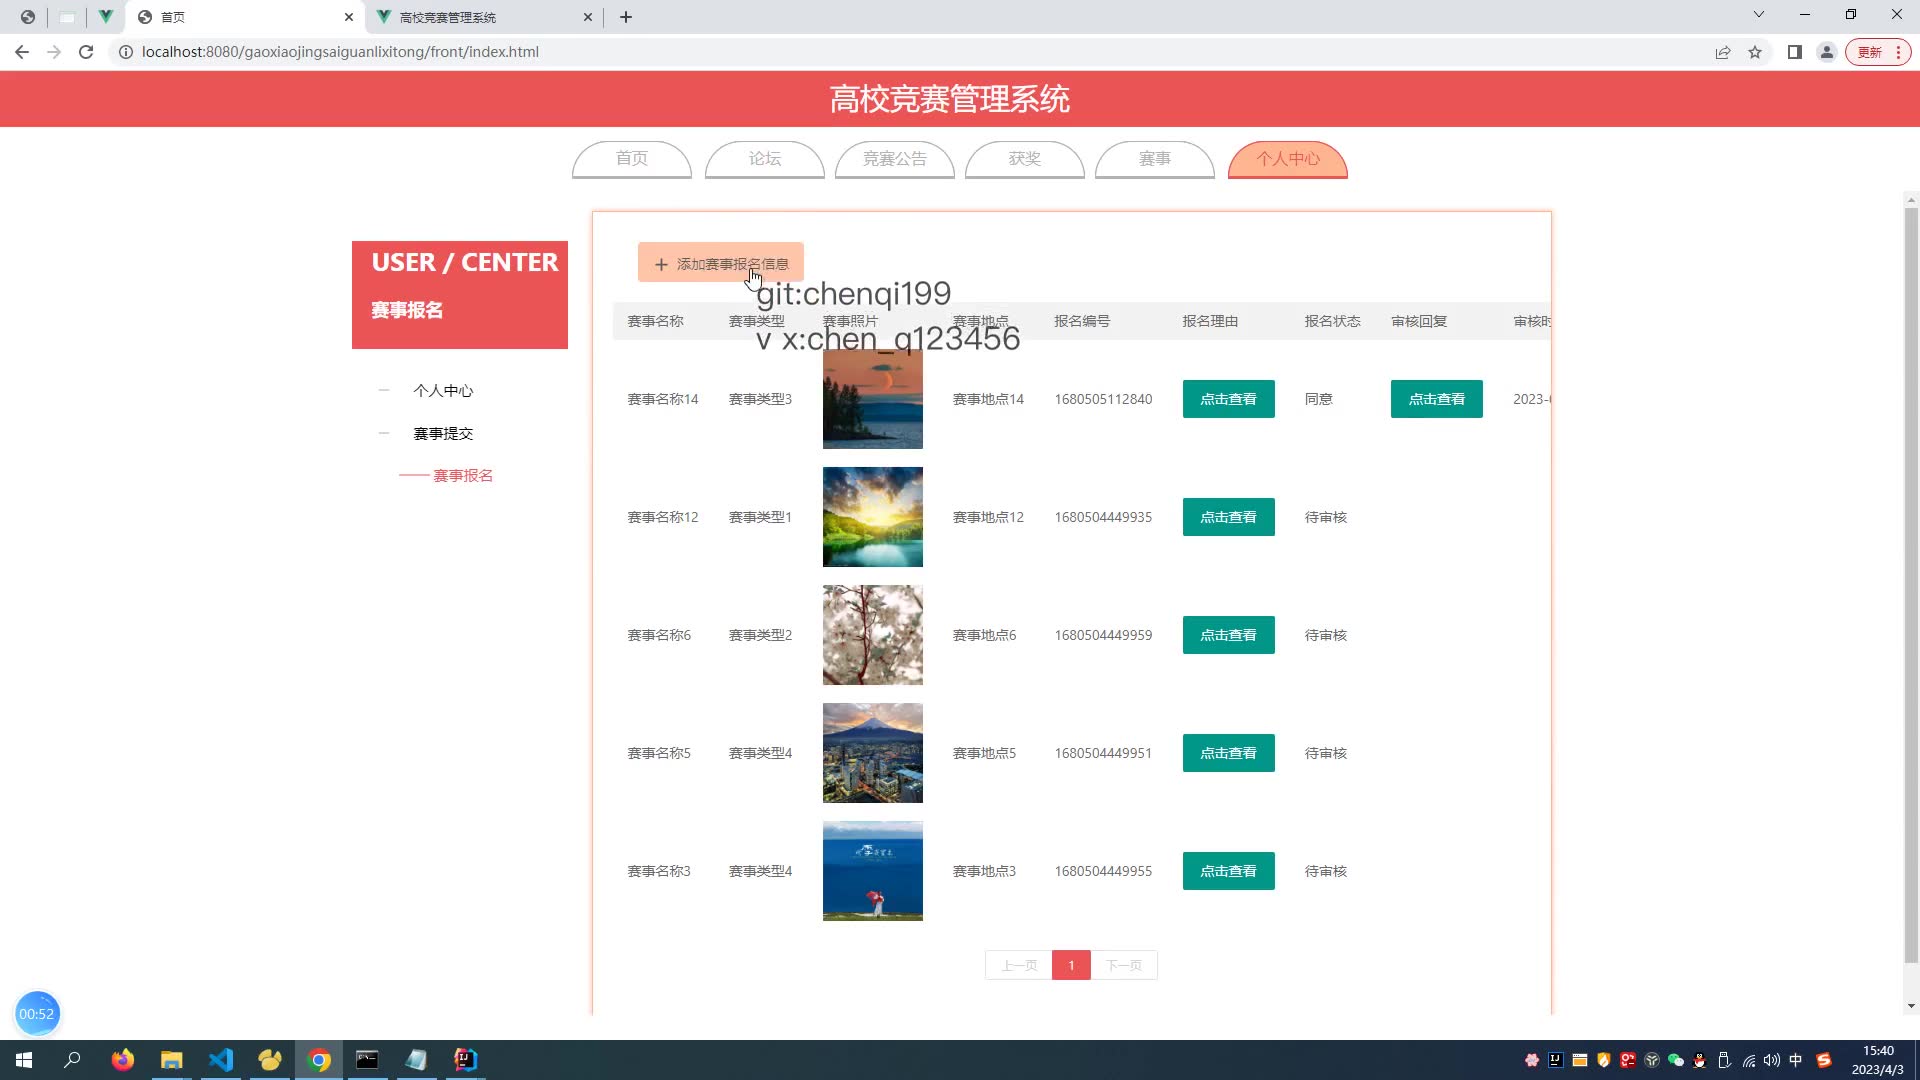 首页
高校竞赛管理系统
localhost:8080/gaoxiaojingsaiguanlixitong/front/index.html
更新
高校竞赛管理系统
首页 论坛 竞赛公告 获奖 赛事 个人中心
USER / CENTER
赛事报名
个人中心
赛事提交
赛事报名
添加赛事报名信息
git:chenqi199
v x:chen_q123456
赛事名称 赛事类型 赛事照片 赛事地点 报名编号 报名理由 报名状态 审核回复 审核时
赛事名称14 赛事类型3 赛事地点14 1680505112840 点击查看 同意 点击查看 2023-
赛事名称12 赛事类型1 赛事地点12 1680504449935 点击查看 待审核
赛事名称6 赛事类型2 赛事地点6 1680504449959 点击查看 待审核
赛事名称5 赛事类型4 赛事地点5 1680504449951 点击查看 待审核
赛事名称3 赛事类型4 赛事地点3 1680504449955 点击查看 待审核
上一页 1 下一页
00:52
中
15:40
2023/4/3